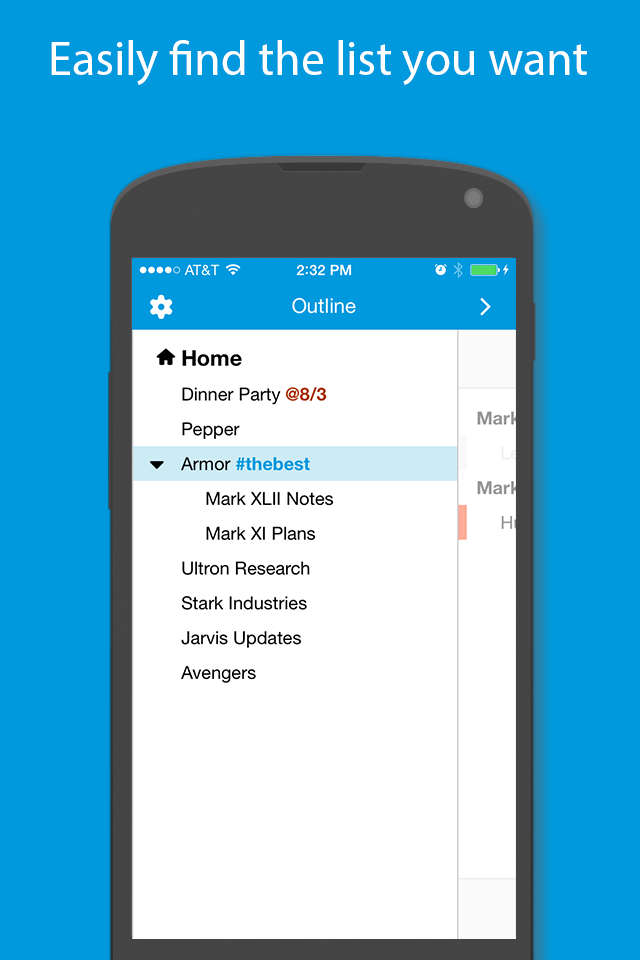 Easily find the list you want
AT&T 2:32 PM
Outline
Home
Dinner Party @8/3
Pepper
Armor #thebest
Mark XLII Notes
Mark XI Plans
Ultron Research
Stark Industries
Jarvis Updates
Avengers
Mark
Le
Mark